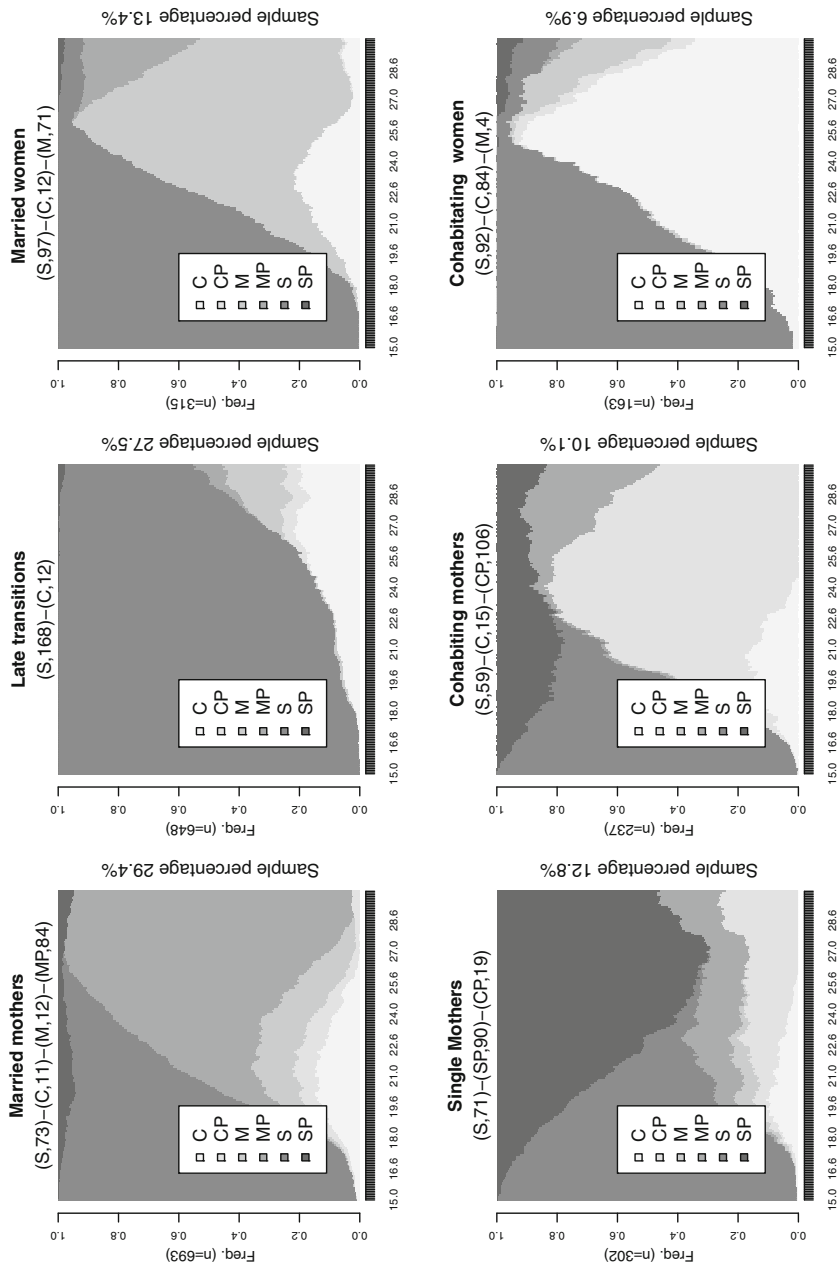 Married mothers
(S,73)−(C,11)−(M,12)−(MP,84)
Freq. (n=693)
0.0 0.2 0.4 0.6 0.8 1.0
C
CP
M
MP
S
SP
15.0 16.6 18.0 19.6 21.0 22.6 24.0 25.6 27.0 28.6
Sample percentage 29.4%
Late transitions
(S,168)−(C,12)
Freq. (n=648)
0.0 0.2 0.4 0.6 0.8 1.0
C
CP
M
MP
S
SP
15.0 16.6 18.0 19.6 21.0 22.6 24.0 25.6 27.0 28.6
Sample percentage 27.5%
Married women
(S,97)−(C,12)−(M,71)
Freq. (n=315)
0.0 0.2 0.4 0.6 0.8 1.0
C
CP
M
MP
S
SP
15.0 16.6 18.0 19.6 21.0 22.6 24.0 25.6 27.0 28.6
Sample percentage 13.4%
Single Mothers
(S,71)−(SP,90)−(CP,19)
Freq. (n=302)
0.0 0.2 0.4 0.6 0.8 1.0
C
CP
M
MP
S
SP
15.0 16.6 18.0 19.6 21.0 22.6 24.0 25.6 27.0 28.6
Sample percentage 12.8%
Cohabiting mothers
(S,59)−(C,15)−(CP,106)
Freq. (n=237)
0.0 0.2 0.4 0.6 0.8 1.0
C
CP
M
MP
S
SP
15.0 16.6 18.0 19.6 21.0 22.6 24.0 25.6 27.0 28.6
Sample percentage 10.1%
Cohabitating women
(S,92)−(C,84)−(M,4)
Freq. (n=163)
0.0 0.2 0.4 0.6 0.8 1.0
C
CP
M
MP
S
SP
15.0 16.6 18.0 19.6 21.0 22.6 24.0 25.6 27.0 28.6
Sample percentage 6.9%